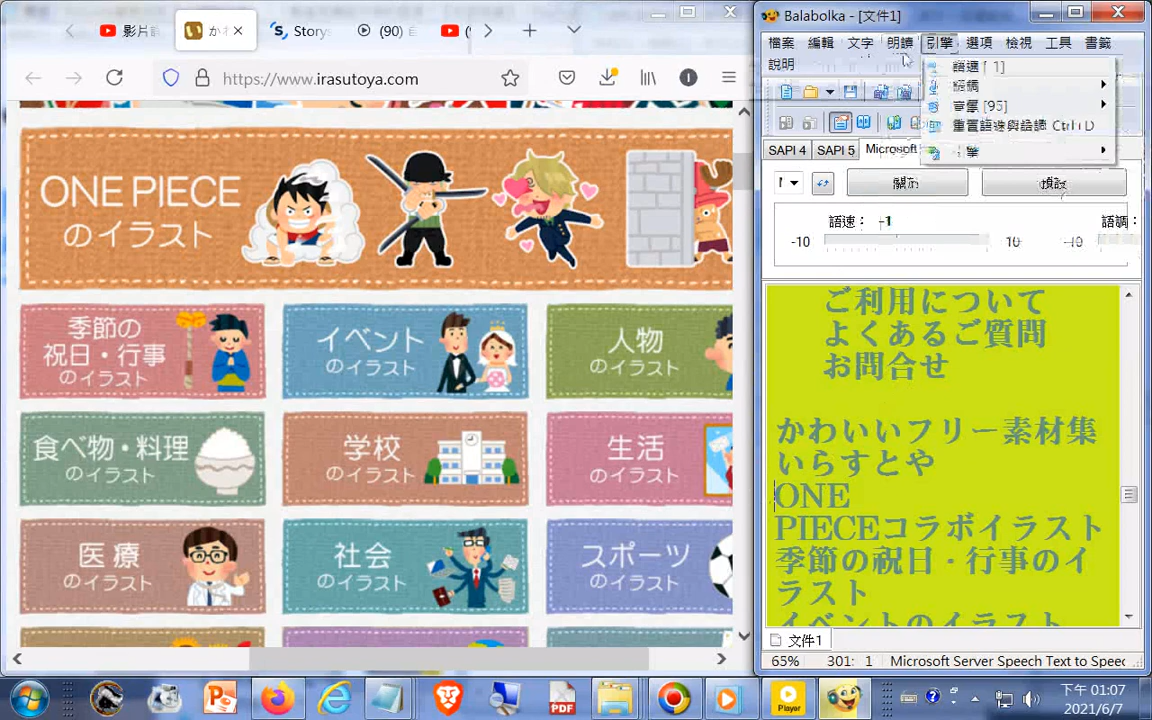 影片
か
Story
(90)
(
https://www.irasutoya.com
ONE PIECE
のイラスト
季節の
祝日・行事
のイラスト
イベント
のイラスト
人物
のイラスト
食べ物・料理
のイラスト
学校
のイラスト
生活
のイラスト
医療
のイラスト
社会
のイラスト
スポーツ
のイラスト
Balabolka - [文件1]
檔案 編輯 文字 朗讀 引擎 選項 檢視 工具 書籤
說明
語速 [-1]
語調
音量 [95]
重置語速與語調 Ctrl+D
SAPI 4 SAPI 5 Microsoft
預設
語速: -1 語調:
-10 10 -10
ご利用について
よくあるご質問
お問合せ
かわいいフリー素材集
いらすとや
ONE
PIECEコラボイラスト
季節の祝日・行事のイ
ラスト
イベントのイラスト
文件1
65% 301: 1 Microsoft Server Speech Text to Speec
PDF
Player
下午 01:07
2021/6/7